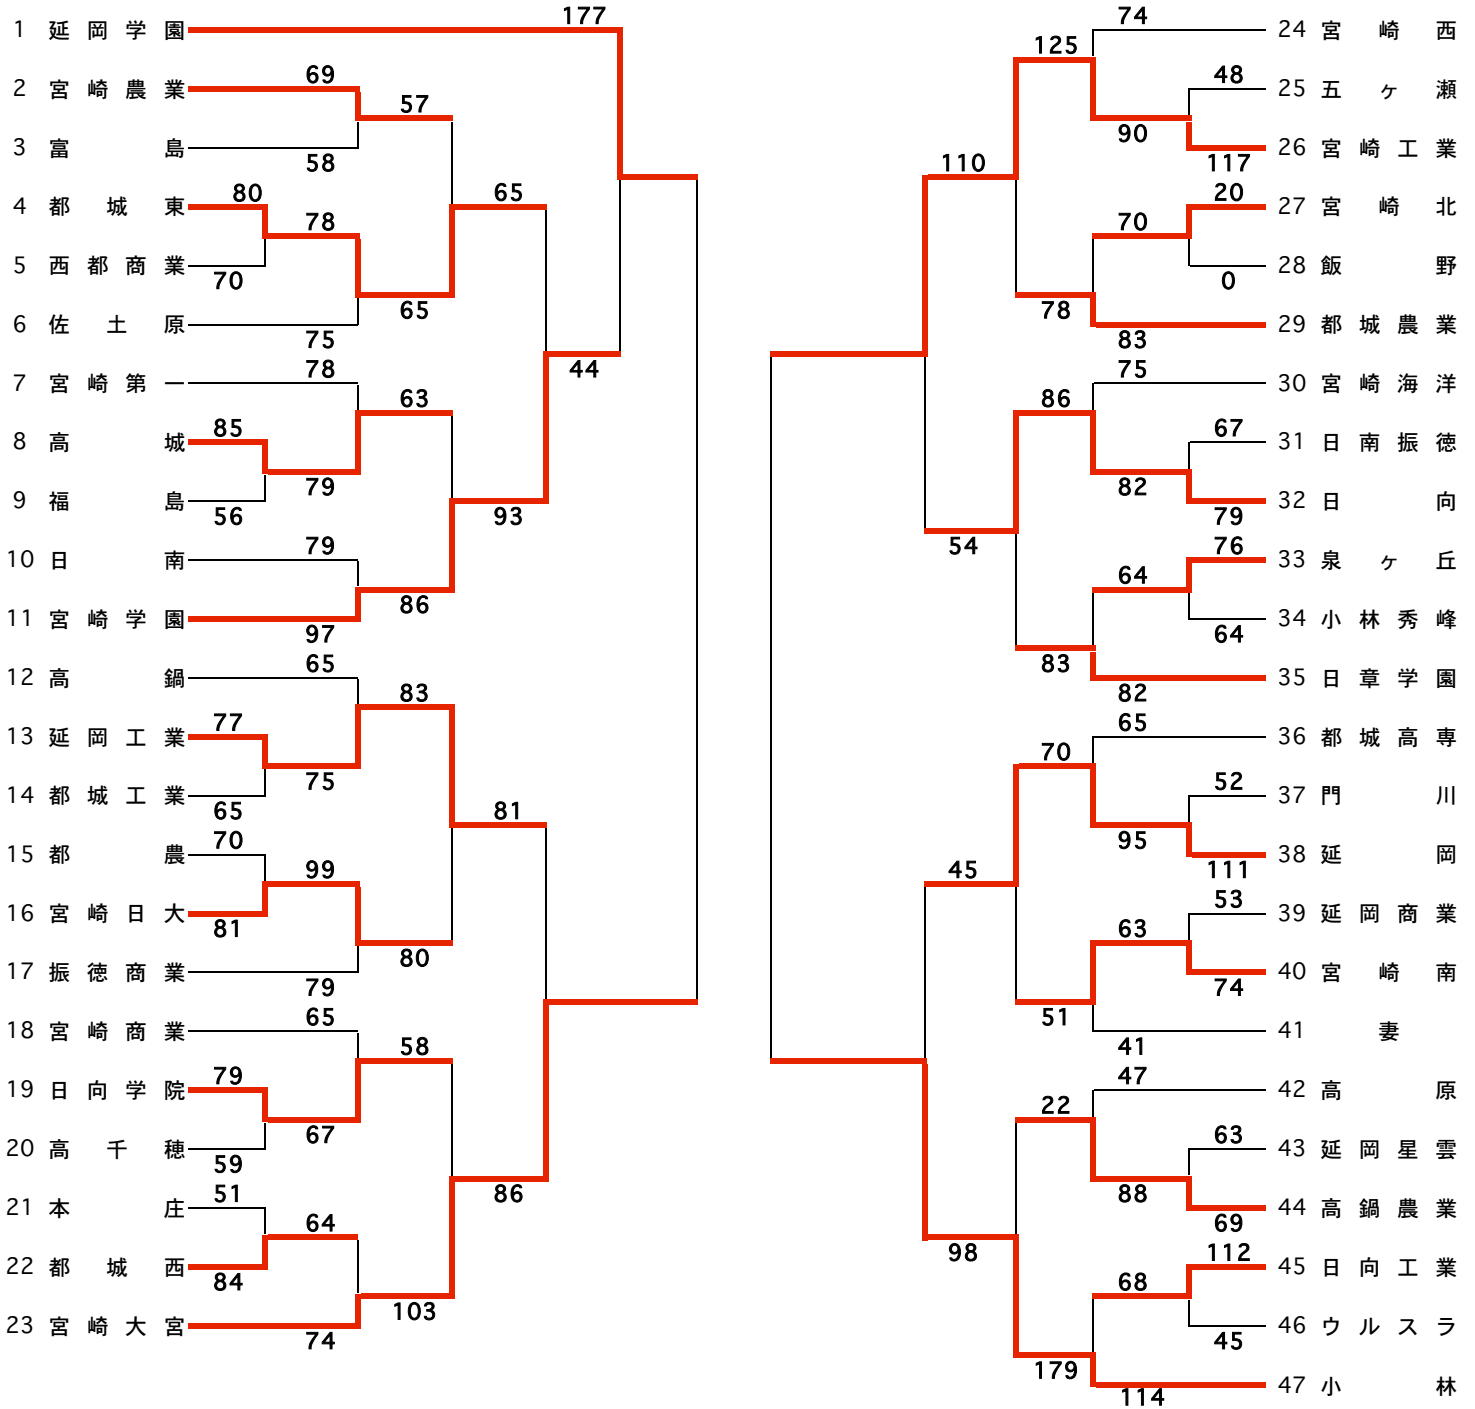 177
1 延岡学園
69
2 宮崎農業
57
3 富島
58
80
4 都城東
65
78
5 西都商業
70
65
6 佐土原
75
44
78
7 宮崎第一
63
85
8 高城
79
9 福島
56
93
79
10 日南
86
11 宮崎学園
97
65
12 高鍋
83
77
13 延岡工業
75
14 都城工業
65
81
70
15 都農
99
16 宮崎日大
81
80
17 振徳商業
79
65
18 宮崎商業
58
79
19 日向学院
67
20 高千穂
59
51
86
21 本庄
64
22 都城西
84
103
23 宮崎大宮
74
74
24 宮崎西
125
48
25 五ヶ瀬
90
26 宮崎工業
117
110
20
27 宮崎北
70
28 飯野
0
78
29 都城農業
83
75
30 宮崎海洋
86
67
31 日南振徳
82
32 日向
79
54
76
33 泉ヶ丘
64
34 小林秀峰
64
83
35 日章学園
82
65
36 都城高専
70
52
37 門川
95
38 延岡
111
45
53
39 延岡商業
63
40 宮崎南
74
51
41 妻
41
47
42 高原
22
63
43 延岡星雲
88
44 高鍋農業
69
98
112
45 日向工業
68
46 ウルスラ
45
179
47 小林
114